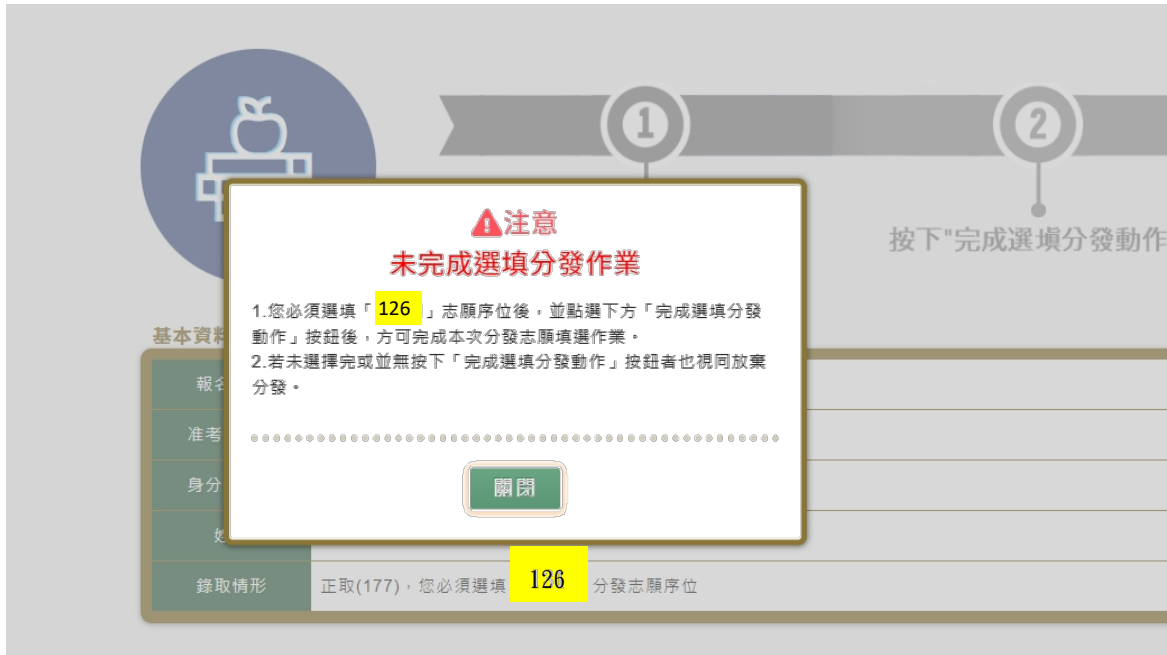 1
2
按下"完成選塡分發動作
注意
未完成選填分發作業
1.您必須選填「126」志願序位後，並點選下方「完成選填分發
動作」按鈕後，方可完成本次分發志願填選作業。
2.若未選擇完或並無按下「完成選填分發動作」按鈕者也視同放棄
分發。
關閉
基本資料
報名
准考
身分
姓
錄取情形
正取(177)，您必須選填 126 分發志願序位